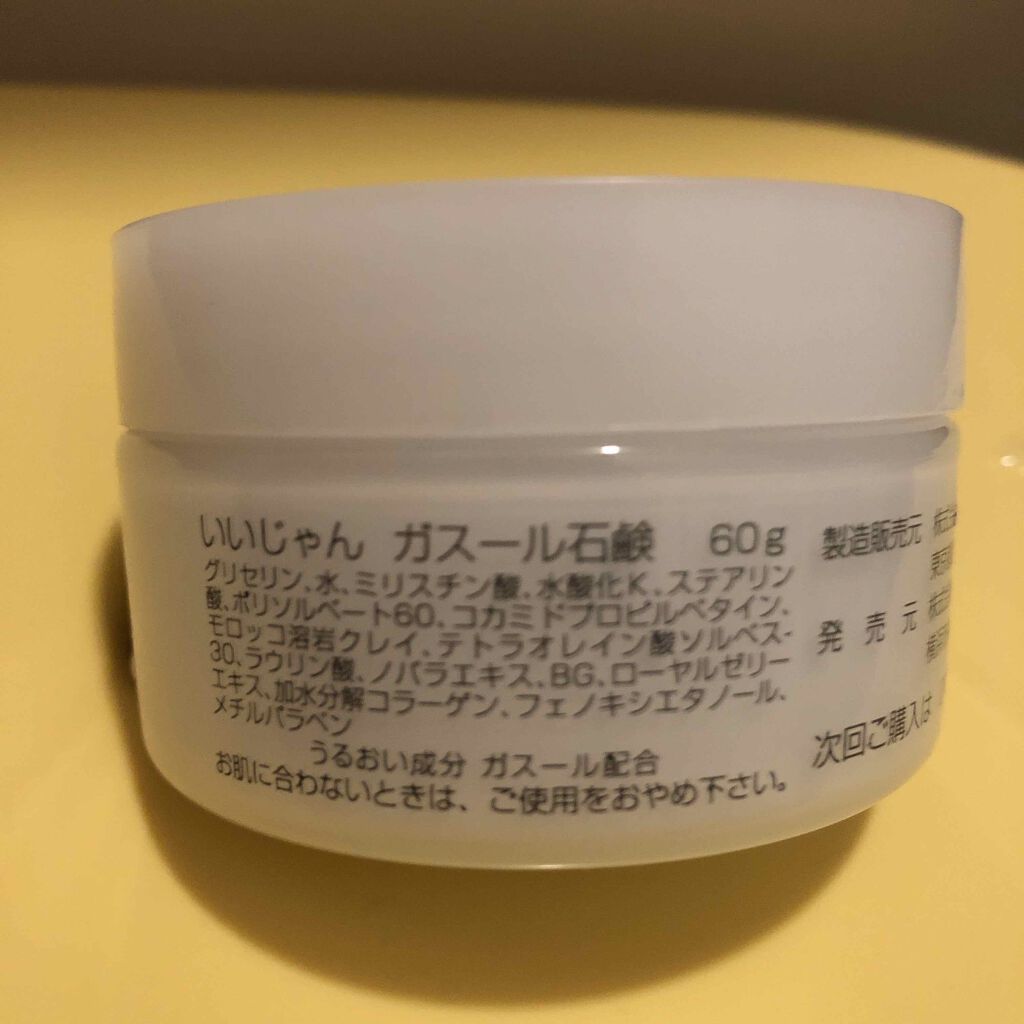 いいじゃん ガスール石鹸 60g
グリセリン、水、ミリスチン酸、水酸化K、ステアリン
酸、ポリソルベート60、コカミドプロピルベタイン、
モロッコ溶岩クレイ、テトラオレイン酸ソルベス-
30、ラウリン酸、ノバラエキス、BG、ローヤルゼリー
エキス、加水分解コラーゲン、フェノキシエタノール、
メチルパラベン
うるおい成分 ガスール配合
お肌に合わないときは、ご使用をおやめ下さい。
製造販売元 株式
東京
発売元 株式
横浜
次回ご購入は